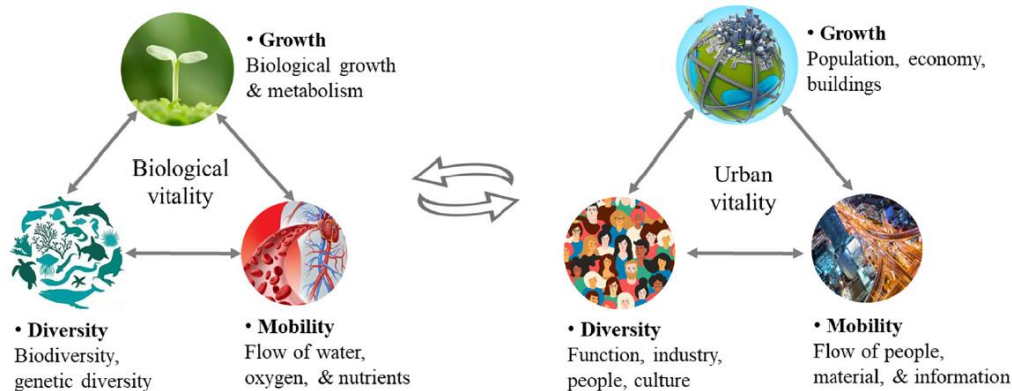 • Growth
Biological growth
& metabolism
Biological
vitality
• Diversity
Biodiversity,
genetic diversity
• Mobility
Flow of water,
oxygen, & nutrients
• Growth
Population, economy,
buildings
Urban
vitality
• Diversity
Function, industry,
people, culture
• Mobility
Flow of people,
material, & information